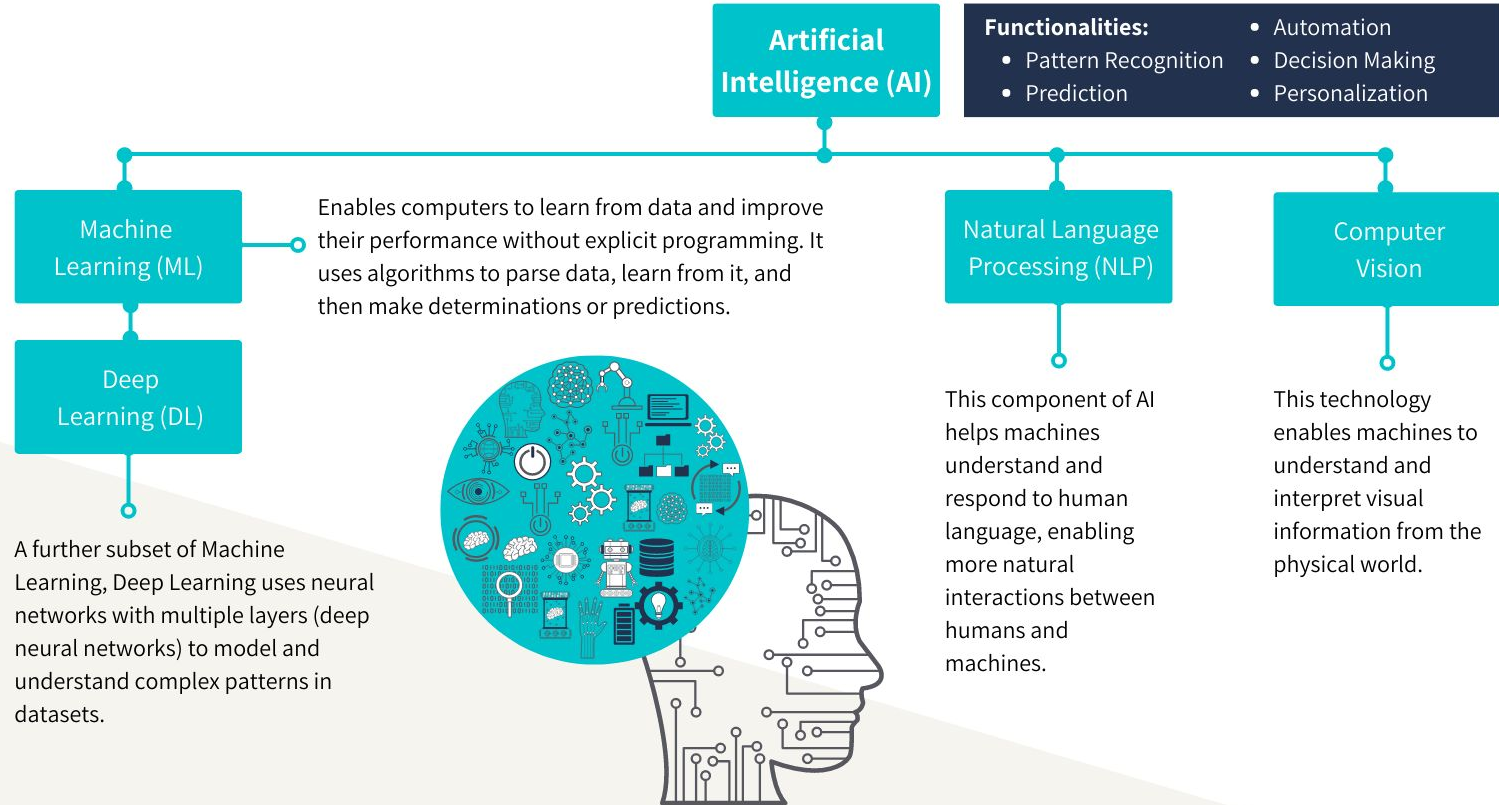 Artificial
Intelligence (AI)
Functionalities:
• Pattern Recognition
• Prediction
• Automation
• Decision Making
• Personalization
Machine
Learning (ML)
Enables computers to learn from data and improve
their performance without explicit programming. It
uses algorithms to parse data, learn from it, and
then make determinations or predictions.
Deep
Learning (DL)
A further subset of Machine
Learning, Deep Learning uses neural
networks with multiple layers (deep
neural networks) to model and
understand complex patterns in
datasets.
Natural Language
Processing (NLP)
This component of AI
helps machines
understand and
respond to human
language, enabling
more natural
interactions between
humans and
machines.
Computer
Vision
This technology
enables machines to
understand and
interpret visual
information from the
physical world.